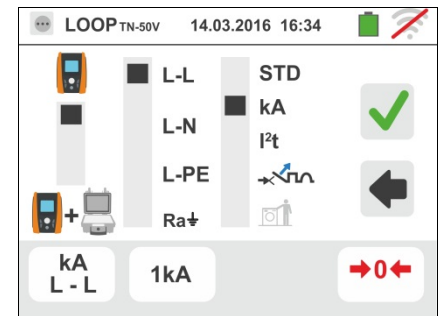 LOOP TN-50V 14.03.2016 16:34
L-L STD
kA
L-N
I²t
L-PE
+
Ra
kA 1kA 0
L - L